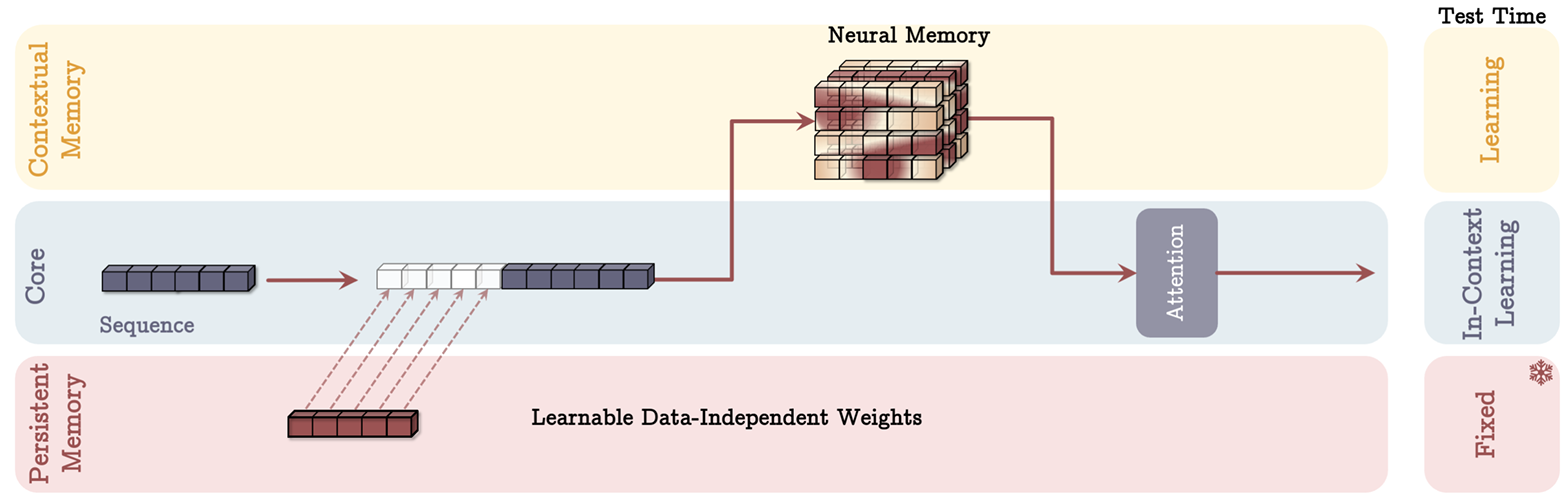 Test Time
Neural Memory
Contextual
Memory
Learning
Core
Sequence
Attention
In-Context
Learning
Persistent
Memory
Learnable Data-Independent Weights
Fixed